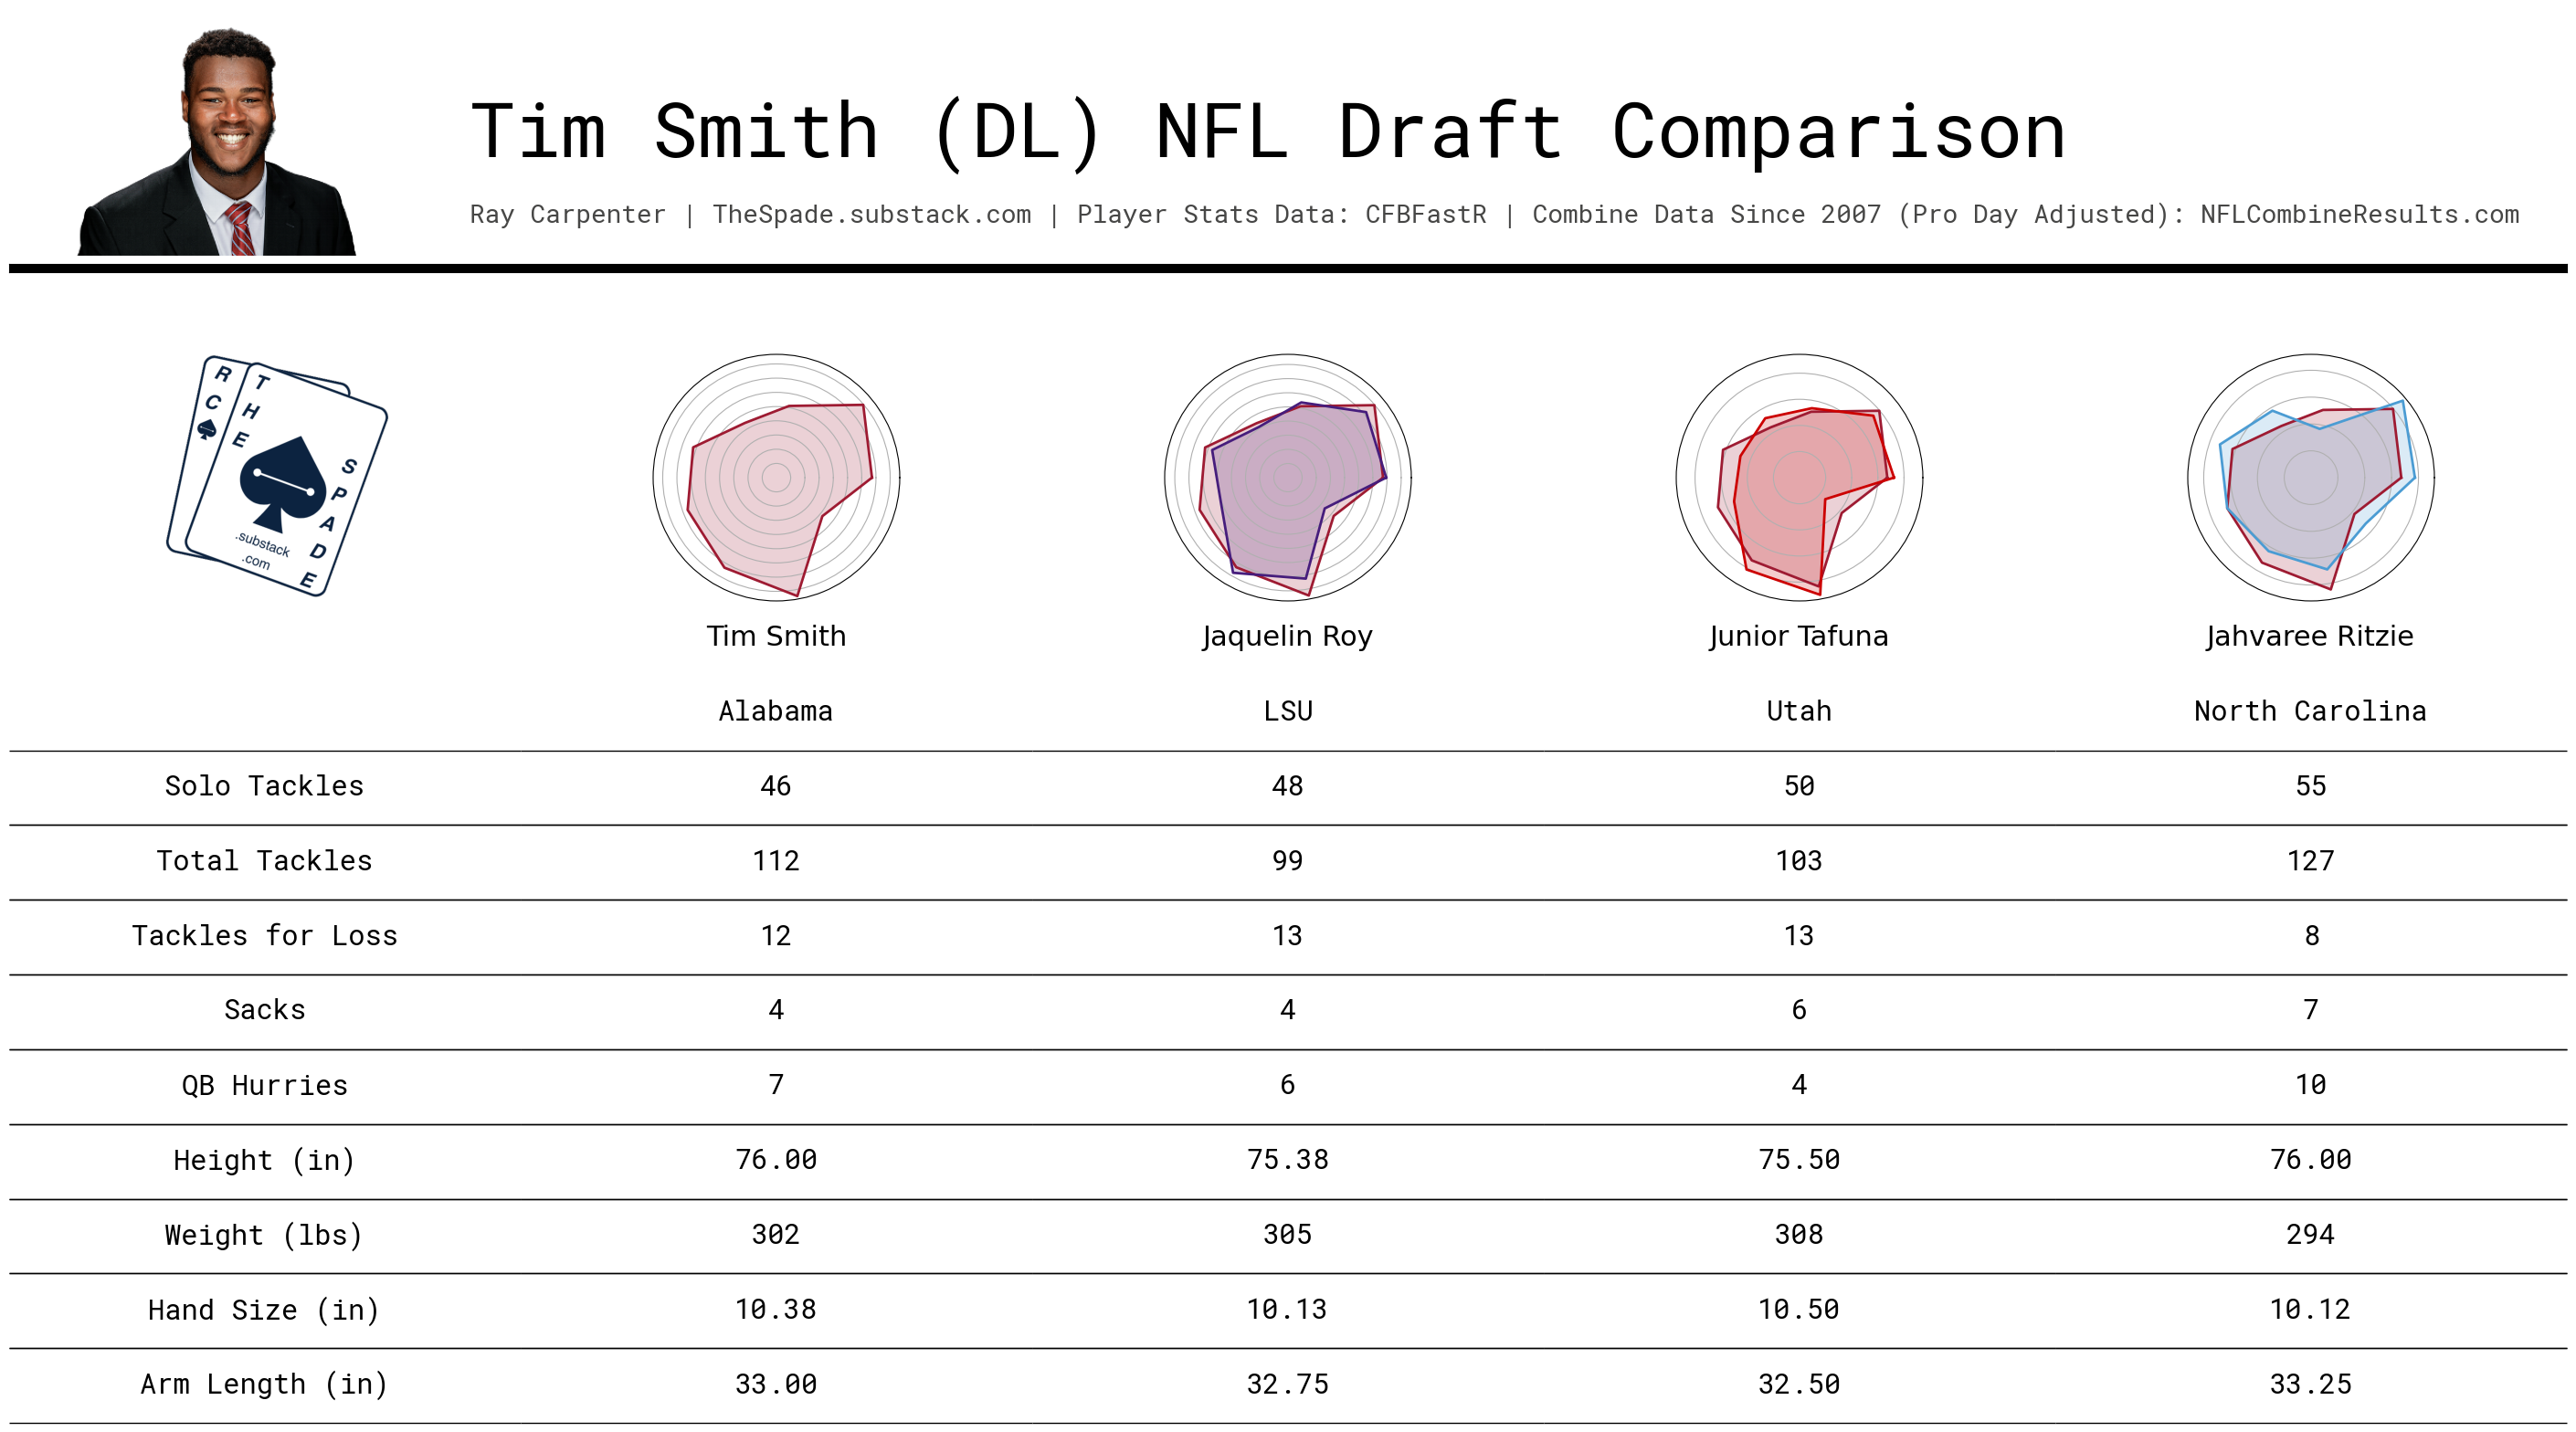 Tim Smith (DL) NFL Draft Comparison
Ray Carpenter | TheSpade.substack.com | Player Stats Data: CFBFastR | Combine Data Since 2007 (Pro Day Adjusted): NFLCombineResults.com
RC
THE
SPADE
.substack
.com
Tim Smith Jaquelin Roy Junior Tafuna Jahvaree Ritzie
Alabama LSU Utah North Carolina
Solo Tackles 46 48 50 55
Total Tackles 112 99 103 127
Tackles for Loss 12 13 13 8
Sacks 4 4 6 7
QB Hurries 7 6 4 10
Height (in) 76.00 75.38 75.50 76.00
Weight (lbs) 302 305 308 294
Hand Size (in) 10.38 10.13 10.50 10.12
Arm Length (in) 33.00 32.75 32.50 33.25